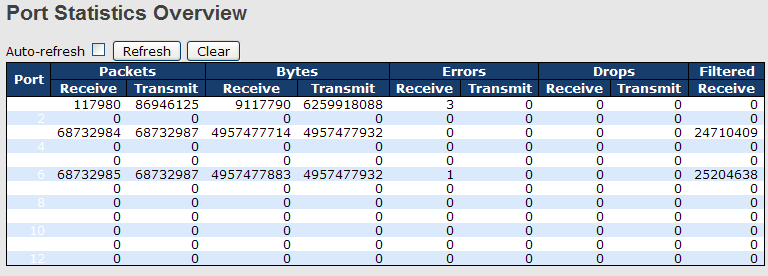 Port Statistics Overview
Auto-refresh Refresh Clear
Port Packets Bytes Errors Drops Filtered
Receive Transmit Receive Transmit Receive Transmit Receive Transmit Receive
117980 86946125 9117790 6259918088 3 0 0 0 0
2 0 0 0 0 0 0 0 0 0
68732984 68732987 4957477714 4957477932 0 0 0 0 24710409
4 0 0 0 0 0 0 0 0 0
0 0 0 0 0 0 0 0 0
6 68732985 68732987 4957477883 4957477932 1 0 0 0 25204638
0 0 0 0 0 0 0 0 0
8 0 0 0 0 0 0 0 0 0
0 0 0 0 0 0 0 0 0
10 0 0 0 0 0 0 0 0 0
0 0 0 0 0 0 0 0 0
12 0 0 0 0 0 0 0 0 0